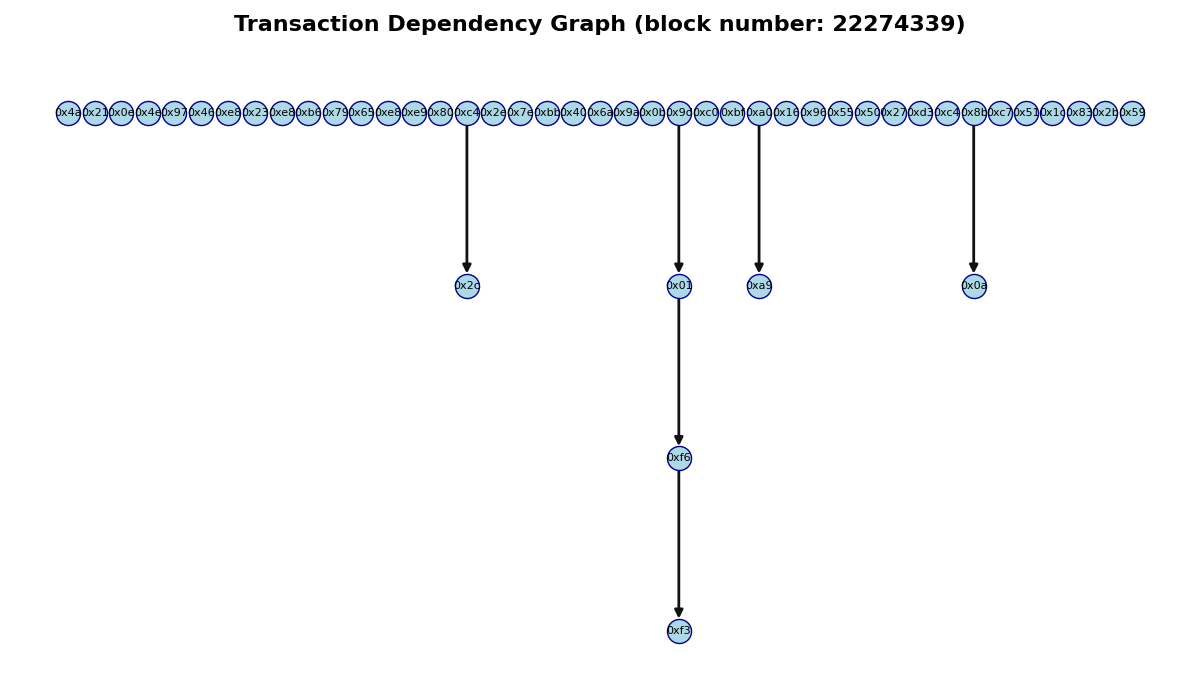 Transaction Dependency Graph (block number: 22274339)
0x4a 0x21 0x0e 0x4e 0x97 0x46 0xe8 0x23 0xe8 0xb6 0x79 0x65 0xe8 0xe9 0x80 0xc4 0x2e 0x7e 0xbb 0x40 0x6a 0x9a 0x0b 0x9c 0xc0 0xbf 0xa0 0x16 0x96 0x55 0x50 0x27 0xd3 0xc4 0x8b 0xc7 0x51 0x1c 0x83 0x2b 0x59
0x2c 0x01 0xa9 0x0a
0xf6
0xf3